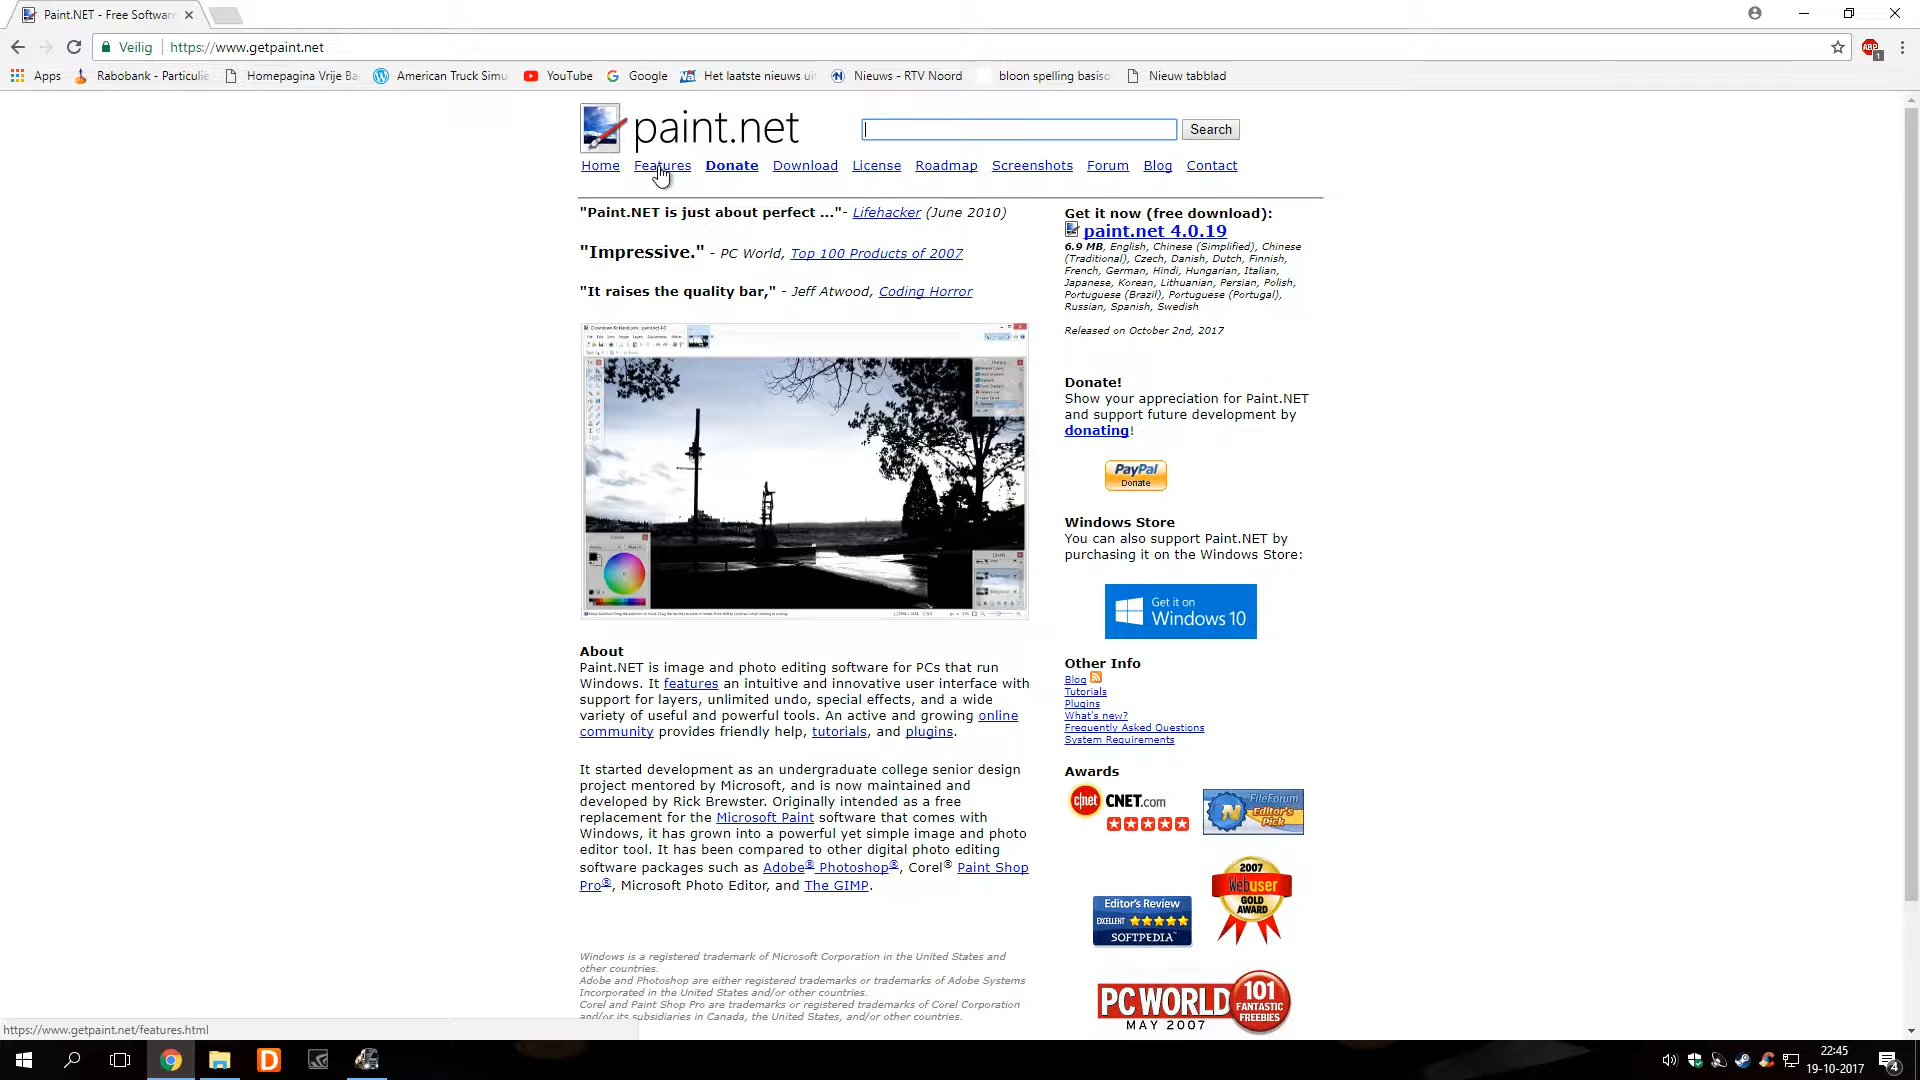 Paint.NET - Free Software
Veilig
https://www.getpaint.net
ABP
1
Apps
Rabobank - Particulie
Homepagina Vrije Ba
American Truck Simu
YouTube
Google
Het laatste nieuws ui
Nieuws - RTV Noord
bloon spelling basiso
Nieuw tabblad
paint.net
Search
Home Features Donate Download License Roadmap Screenshots Forum Blog Contact
"Paint.NET is just about perfect ..."- Lifehacker (June 2010)
"Impressive." - PC World, Top 100 Products of 2007
"It raises the quality bar," - Jeff Atwood, Coding Horror
About
Paint.NET is image and photo editing software for PCs that run
Windows. It features an intuitive and innovative user interface with
support for layers, unlimited undo, special effects, and a wide
variety of useful and powerful tools. An active and growing online
community provides friendly help, tutorials, and plugins.
It started development as an undergraduate college senior design
project mentored by Microsoft, and is now maintained and
developed by Rick Brewster. Originally intended as a free
replacement for the Microsoft Paint software that comes with
Windows, it has grown into a powerful yet simple image and photo
editor tool. It has been compared to other digital photo editing
software packages such as Adobe® Photoshop®, Corel® Paint Shop
Pro®, Microsoft Photo Editor, and The GIMP.
Windows is a registered trademark of Microsoft Corporation in the United States and
other countries.
Adobe and Photoshop are either registered trademarks or trademarks of Adobe Systems
Incorporated in the United States and/or other countries.
Corel and Paint Shop Pro are trademarks or registered trademarks of Corel Corporation
and/or its subsidiaries in Canada, the United States, and/or other countries.
Get it now (free download):
paint.net 4.0.19
6.9 MB, English, Chinese (Simplified), Chinese
(Traditional), Czech, Danish, Dutch, Finnish,
French, German, Hindi, Hungarian, Italian,
Japanese, Korean, Lithuanian, Persian, Polish,
Portuguese (Brazil), Portuguese (Portugal),
Russian, Spanish, Swedish
Released on October 2nd, 2017
Donate!
Show your appreciation for Paint.NET
and support future development by
donating!
PayPal
Donate
Windows Store
You can also support Paint.NET by
purchasing it on the Windows Store:
Get it on
Windows 10
Other Info
Blog
Tutorials
Plugins
What's new?
Frequently Asked Questions
System Requirements
Awards
c|net CNET.com
FileForum
Editor's
Pick
2007
Webuser
GOLD
AWARD
Editor's Review
EXCELLENT
SOFTPEDIA
PC WORLD
MAY 2007
101
FANTASTIC
FREEBIES
https://www.getpaint.net/features.html
D
22:45
19-10-2017
4